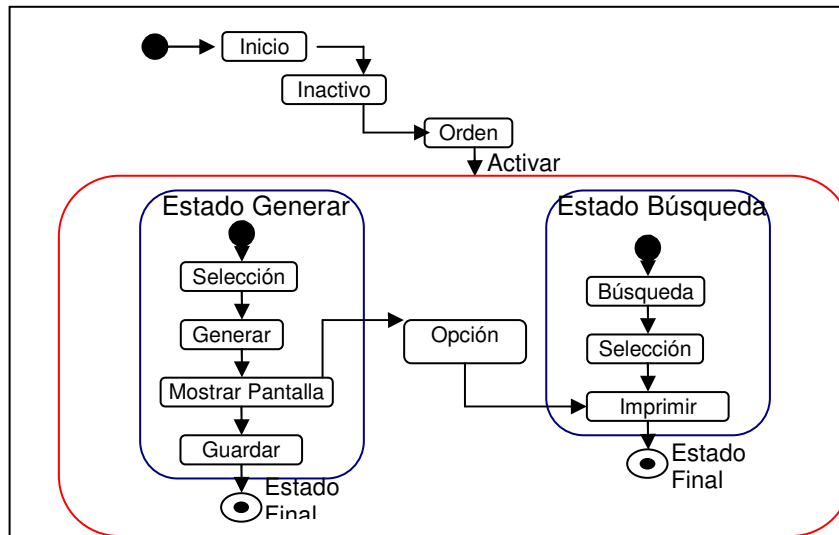 Inicio
Inactivo
Orden
Activar
Estado Generar
Selección
Generar
Mostrar Pantalla
Guardar
Estado
Final
Opción
Estado Búsqueda
Búsqueda
Selección
Imprimir
Estado
Final